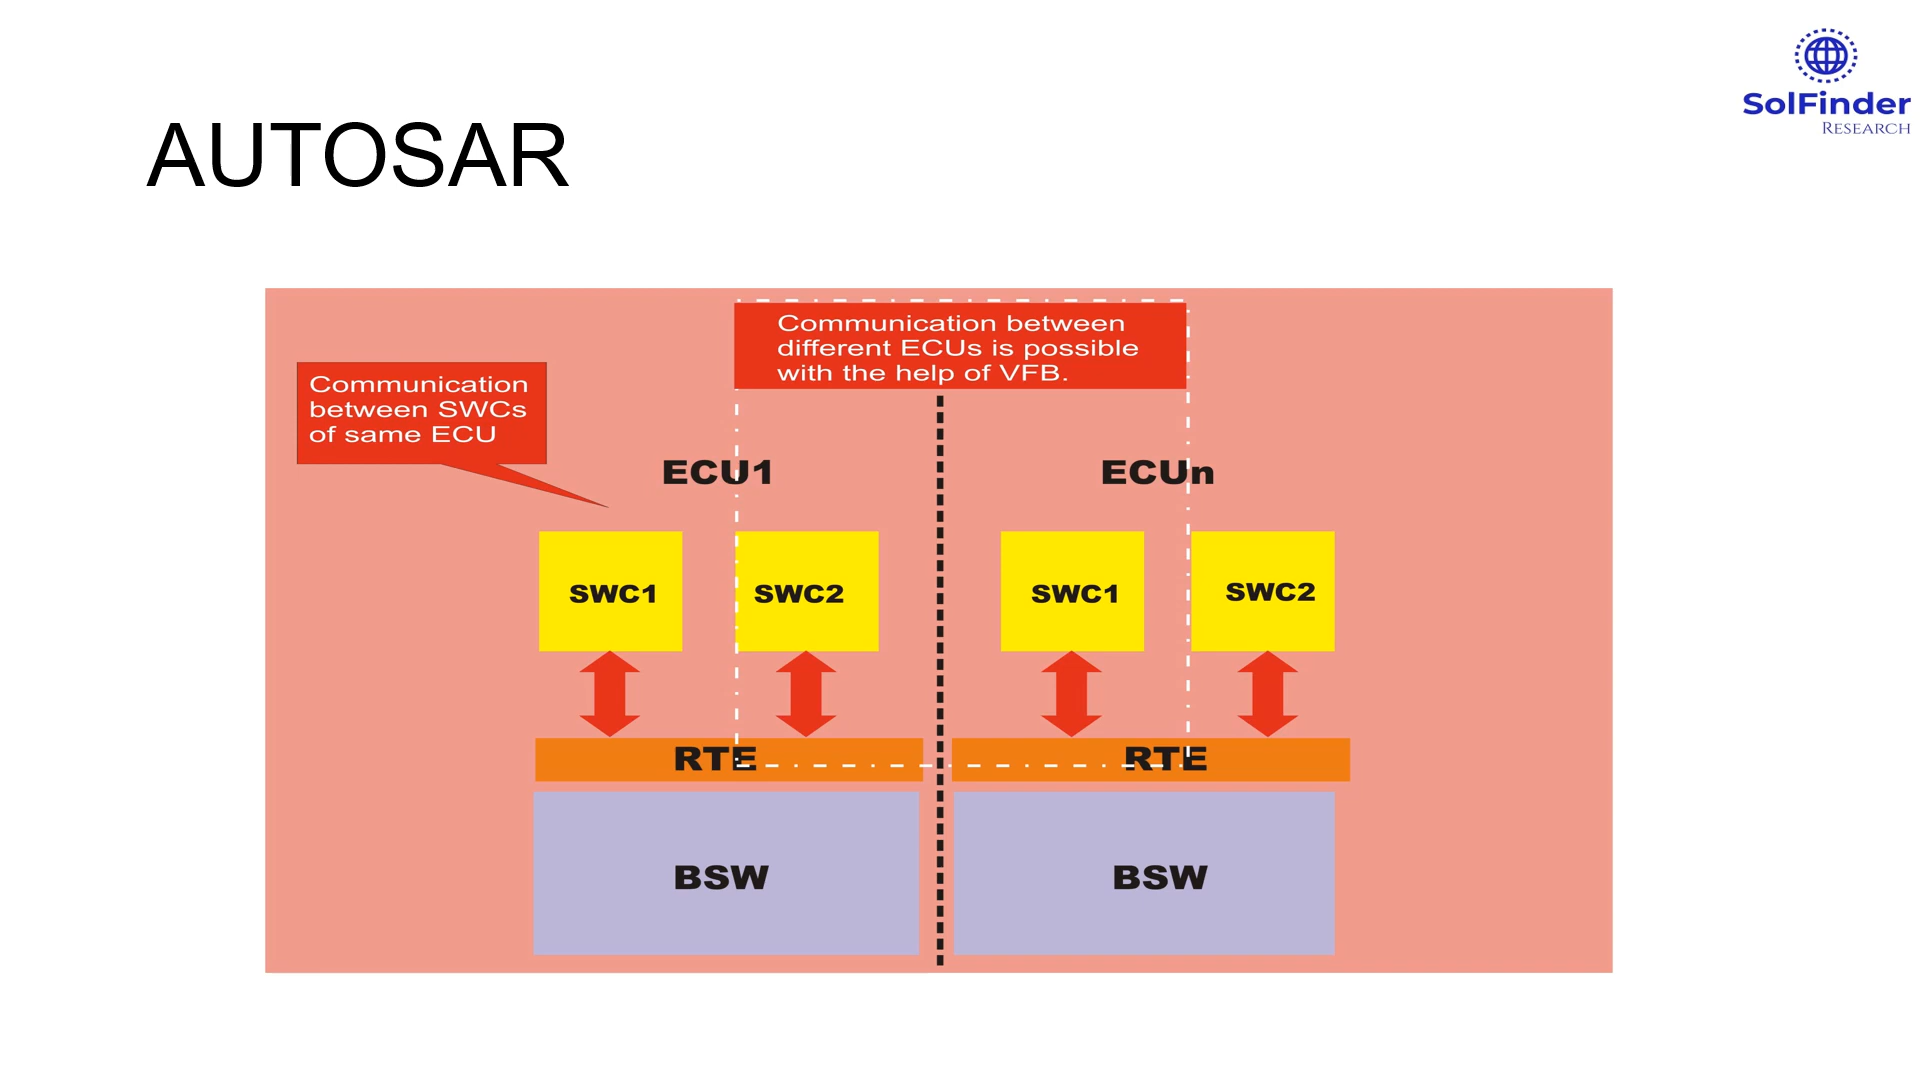 SolFinder
RESEARCH
AUTOSAR
Communication between
different ECUs is possible
with the help of VFB.
Communication
between SWCs
of same ECU
ECU1
ECUn
SWC1
SWC2
SWC1
SWC2
RTE
RTE
BSW
BSW